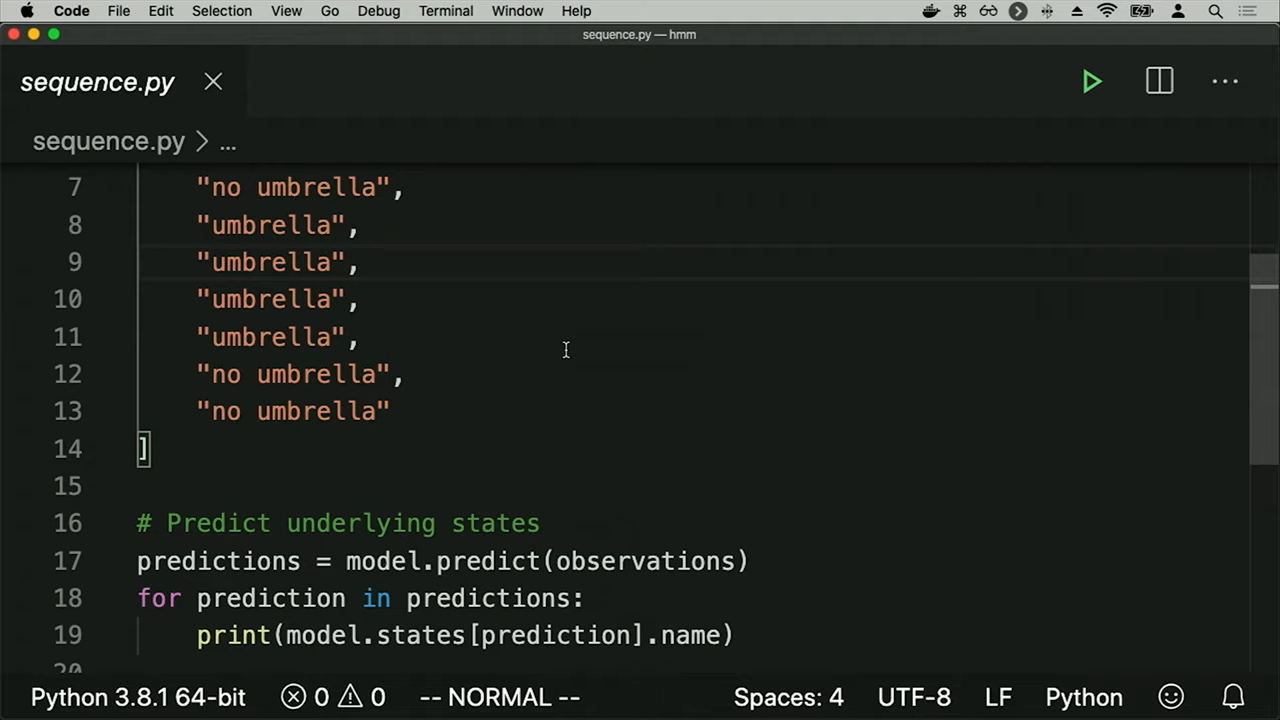 Code File Edit Selection View Go Debug Terminal Window Help
sequence.py — hmm
sequence.py
sequence.py > ...
7 "no umbrella",
8 "umbrella",
9 "umbrella",
10 "umbrella",
11 "umbrella",
12 "no umbrella",
13 "no umbrella"
14 ]
15
16 # Predict underlying states
17 predictions = model.predict(observations)
18 for prediction in predictions:
19 print(model.states[prediction].name)
20
Python 3.8.1 64-bit 0 0 -- NORMAL -- Spaces: 4 UTF-8 LF Python